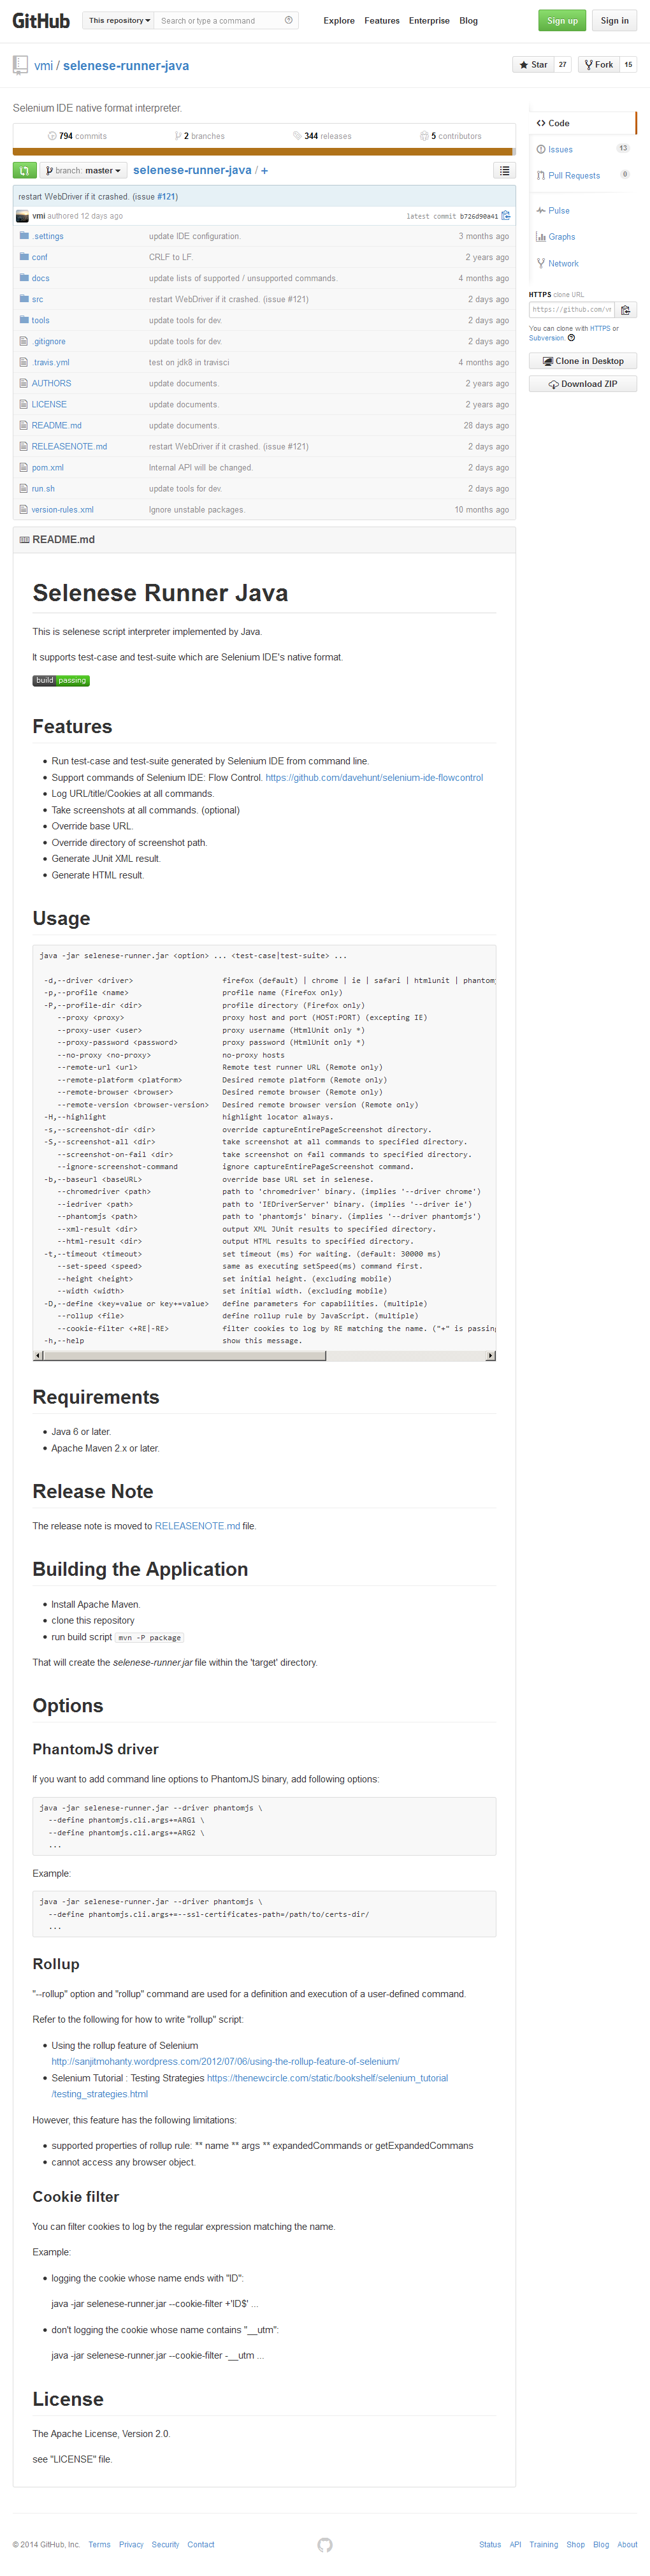 GitHub This repository Search or type a command Explore Features Enterprise Blog Sign up Sign in
vmi / selenese-runner-java Star 27 Fork 15
Selenium IDE native format interpreter.
794 commits 2 branches 344 releases 5 contributors
branch: master selenese-runner-java / +
restart WebDriver if it crashed. (issue #121)
vmi authored 12 days ago latest commit b726d90a41
.settings update IDE configuration. 3 months ago
conf CRLF to LF. 2 years ago
docs update lists of supported / unsupported commands. 4 months ago
src restart WebDriver if it crashed. (issue #121) 2 days ago
tools update tools for dev. 2 days ago
.gitignore update tools for dev. 2 days ago
.travis.yml test on jdk8 in travisci 4 months ago
AUTHORS update documents. 2 years ago
LICENSE update documents. 2 years ago
README.md update documents. 28 days ago
RELEASENOTE.md restart WebDriver if it crashed. (issue #121) 2 days ago
pom.xml Internal API will be changed. 2 days ago
run.sh update tools for dev. 2 days ago
version-rules.xml Ignore unstable packages. 10 months ago
Code
Issues 13
Pull Requests 0
Pulse
Graphs
Network
HTTPS clone URL
https://github.com/vm
You can clone with HTTPS or
Subversion.
Clone in Desktop
Download ZIP
README.md
Selenese Runner Java
This is selenese script interpreter implemented by Java.
It supports test-case and test-suite which are Selenium IDE's native format.
build passing
Features
Run test-case and test-suite generated by Selenium IDE from command line.
Support commands of Selenium IDE: Flow Control. https://github.com/davehunt/selenium-ide-flowcontrol
Log URL/title/Cookies at all commands.
Take screenshots at all commands. (optional)
Override base URL.
Override directory of screenshot path.
Generate JUnit XML result.
Generate HTML result.
Usage
java -jar selenese-runner.jar <option> ... <test-case|test-suite> ...
-d,--driver <driver> firefox (default) | chrome | ie | safari | htmlunit | phantom
-p,--profile <name> profile name (Firefox only)
-P,--profile-dir <dir> profile directory (Firefox only)
--proxy <proxy> proxy host and port (HOST:PORT) (excepting IE)
--proxy-user <user> proxy username (HtmlUnit only *)
--proxy-password <password> proxy password (HtmlUnit only *)
--no-proxy <no-proxy> no-proxy hosts
--remote-url <url> Remote test runner URL (Remote only)
--remote-platform <platform> Desired remote platform (Remote only)
--remote-browser <browser> Desired remote browser (Remote only)
--remote-version <browser-version> Desired remote browser version (Remote only)
-H,--highlight highlight locator always.
-s,--screenshot-dir <dir> override captureEntirePageScreenshot directory.
-S,--screenshot-all <dir> take screenshot at all commands to specified directory.
--screenshot-on-fail <dir> take screenshot on fail commands to specified directory.
--ignore-screenshot-command ignore captureEntirePageScreenshot command.
-b,--baseurl <baseURL> override base URL set in selenese.
--chromedriver <path> path to 'chromedriver' binary. (implies '--driver chrome')
--iedriver <path> path to 'IEDriverServer' binary. (implies '--driver ie')
--phantomjs <path> path to 'phantomjs' binary. (implies '--driver phantomjs')
--xml-result <dir> output XML JUnit results to specified directory.
--html-result <dir> output HTML results to specified directory.
-t,--timeout <timeout> set timeout (ms) for waiting. (default: 30000 ms)
--set-speed <speed> same as executing setSpeed(ms) command first.
--height <height> set initial height. (excluding mobile)
--width <width> set initial width. (excluding mobile)
-D,--define <key=value or key+=value> define parameters for capabilities. (multiple)
--rollup <file> define rollup rule by JavaScript. (multiple)
--cookie-filter <+RE|-RE> filter cookies to log by RE matching the name. ("+" is passing
-h,--help show this message.
Requirements
Java 6 or later.
Apache Maven 2.x or later.
Release Note
The release note is moved to RELEASENOTE.md file.
Building the Application
Install Apache Maven.
clone this repository
run build script mvn -P package
That will create the selenese-runner.jar file within the 'target' directory.
Options
PhantomJS driver
If you want to add command line options to PhantomJS binary, add following options:
java -jar selenese-runner.jar --driver phantomjs \
--define phantomjs.cli.args+=ARG1 \
--define phantomjs.cli.args+=ARG2 \
...
Example:
java -jar selenese-runner.jar --driver phantomjs \
--define phantomjs.cli.args+=--ssl-certificates-path=/path/to/certs-dir/
...
Rollup
"--rollup" option and "rollup" command are used for a definition and execution of a user-defined command.
Refer to the following for how to write "rollup" script:
Using the rollup feature of Selenium
http://sanjitmohanty.wordpress.com/2012/07/06/using-the-rollup-feature-of-selenium/
Selenium Tutorial : Testing Strategies https://thenewcircle.com/static/bookshelf/selenium_tutorial
/testing_strategies.html
However, this feature has the following limitations:
supported properties of rollup rule: ** name ** args ** expandedCommands or getExpandedCommans
cannot access any browser object.
Cookie filter
You can filter cookies to log by the regular expression matching the name.
Example:
logging the cookie whose name ends with "ID":
java -jar selenese-runner.jar --cookie-filter +'ID$' ...
don't logging the cookie whose name contains "__utm":
java -jar selenese-runner.jar --cookie-filter -__utm ...
License
The Apache License, Version 2.0.
see "LICENSE" file.
© 2014 GitHub, Inc. Terms Privacy Security Contact Status API Training Shop Blog About